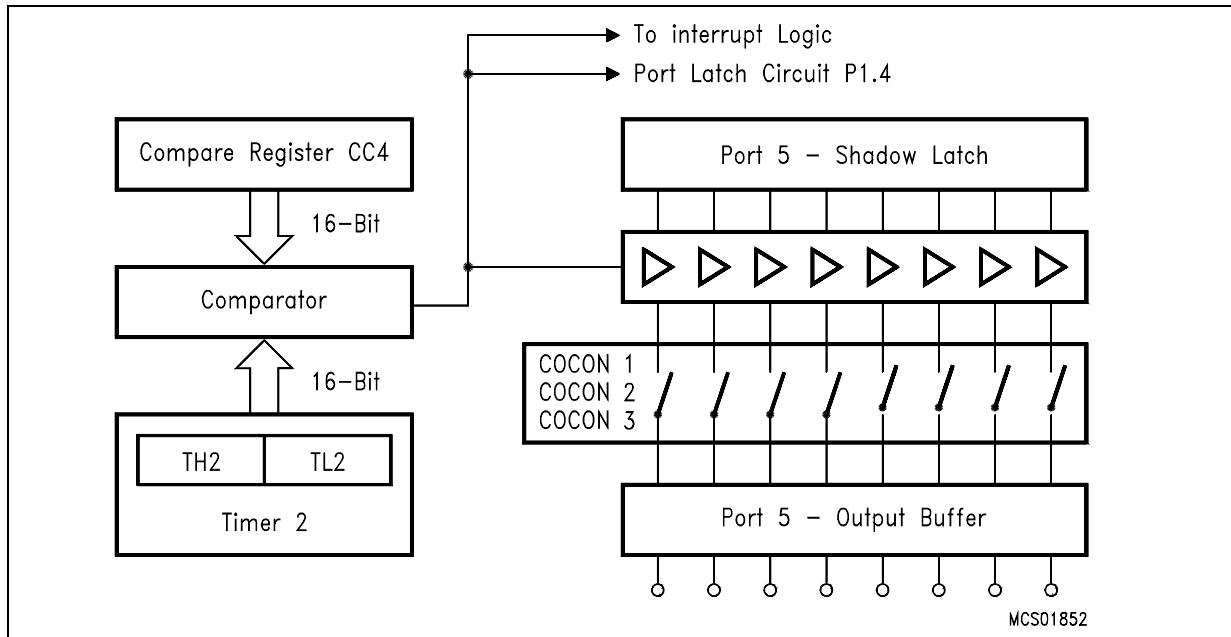 To interrupt Logic
Port Latch Circuit P1.4
Compare Register CC4
Port 5 - Shadow Latch
16-Bit
Comparator
16-Bit
COCON 1
COCON 2
COCON 3
TH2
TL2
Timer 2
Port 5 - Output Buffer
MCS01852